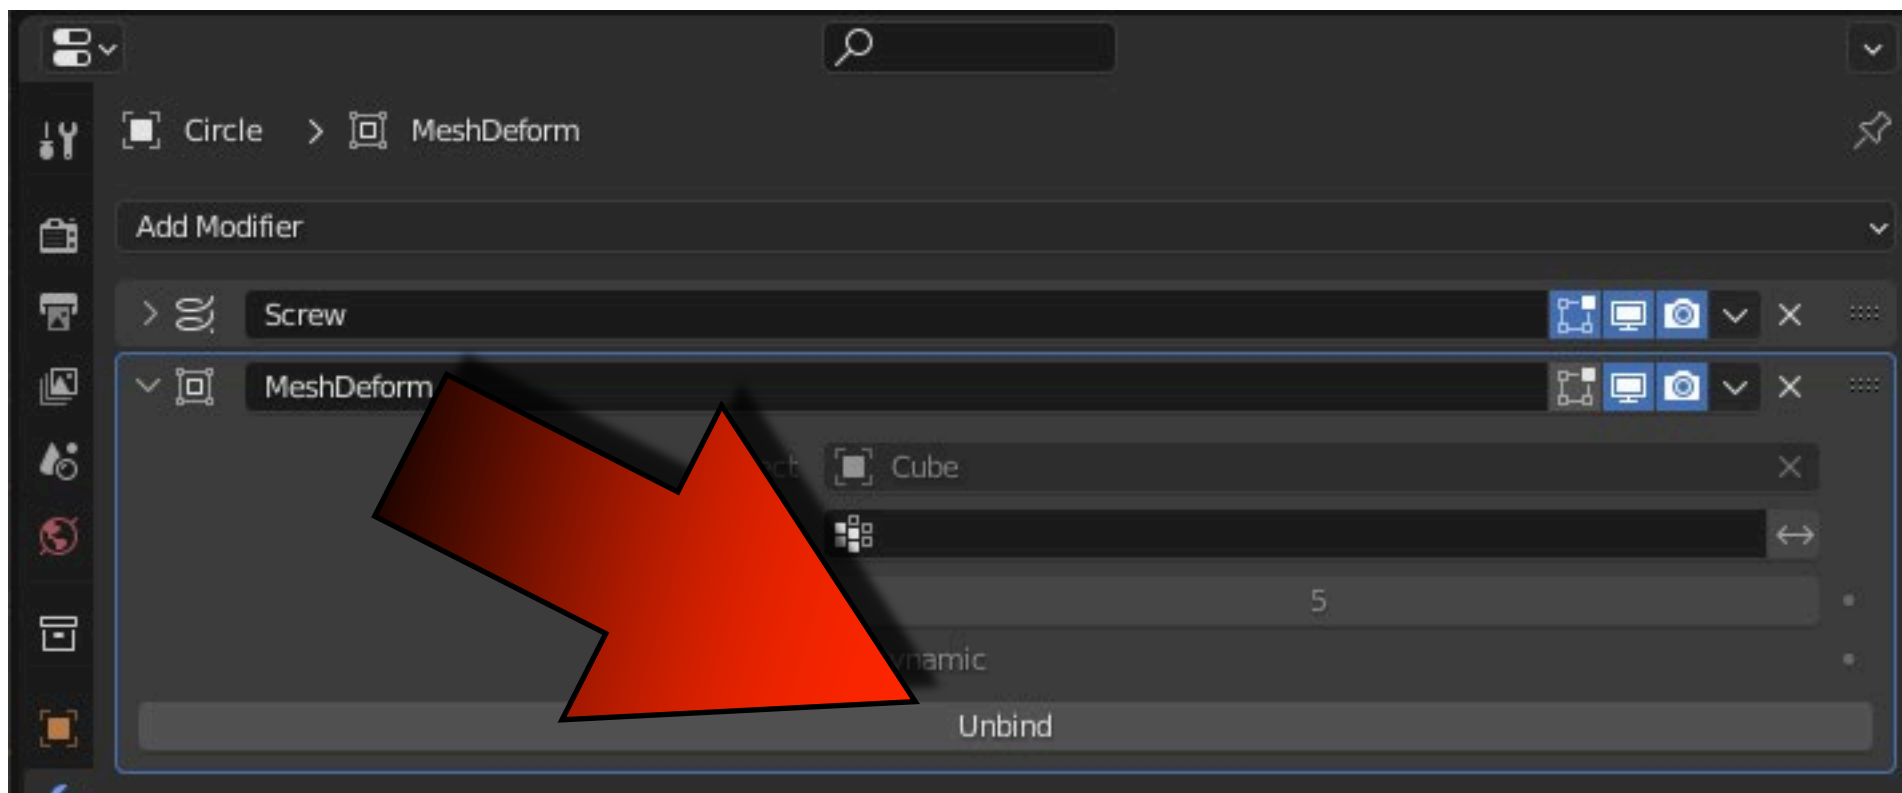 Circle > MeshDeform
Add Modifier
Screw
MeshDeform
Cube
5
Unbind